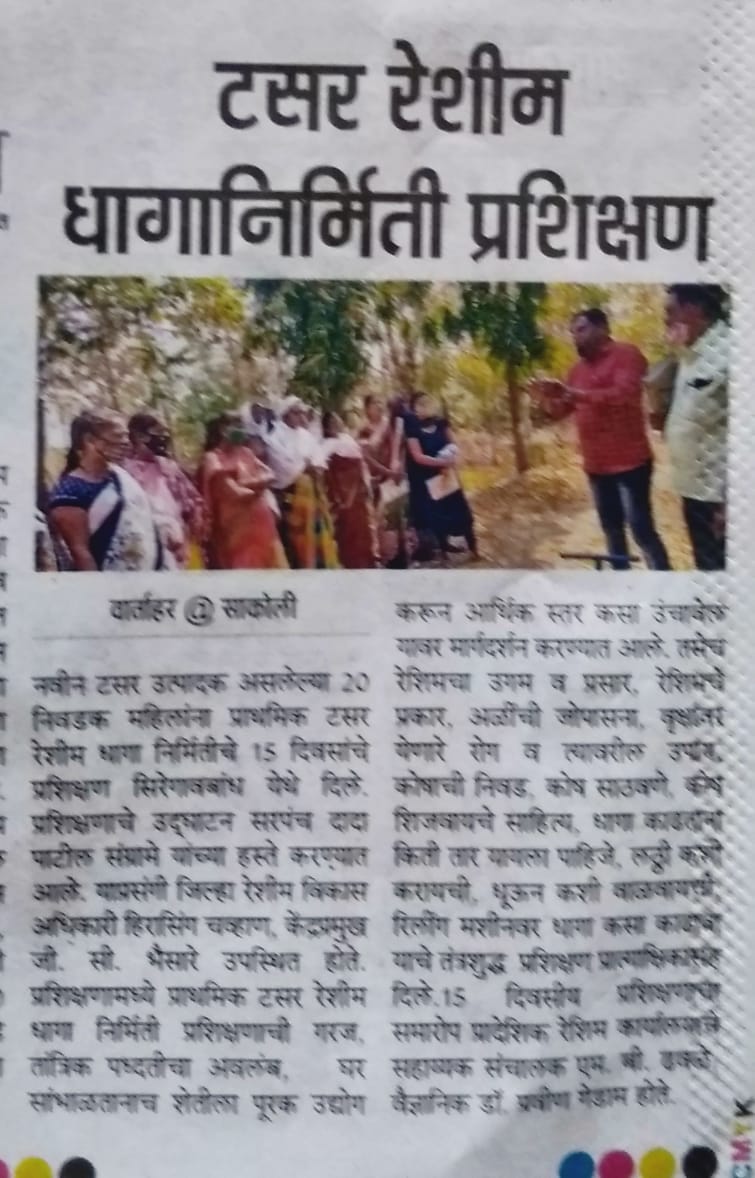 टसर रेशीम
धागानिर्मिती प्रशिक्षण
वार्ताहर @ साकोली
नवीन टसर उत्पादक असलेल्या 20
निवडक महिलांना प्राथमिक टसर
रेशीम धागा निर्मितीचे 15 दिवसांचे
प्रशिक्षण सिरेगावबांध येथे दिले.
प्रशिक्षणाचे उद्घाटन सरपंच दादा
पाटील संग्रामे यांच्या हस्ते करण्यात
आले. याप्रसंगी जिल्हा रेशीम विकास
अधिकारी हिरासिंग चव्हाण, केंद्रप्रमुख
जी. सी. भैसारे उपस्थित होते.
प्रशिक्षणामध्ये प्राथमिक टसर रेशीम
धागा निर्मिती प्रशिक्षणाची गरज,
तांत्रिक पध्दतीचा अवलंब, घर
सांभाळतानाच शेतीला पूरक उद्योग
करून आर्थिक स्तर कसा उंचावेल
यावर मार्गदर्शन करण्यात आले. तसेच
रेशिमचा उगम व प्रसार, रेशिमचे
प्रकार, अळींची जोपासना, वृक्षांवर
येणारे रोग व त्यावरील उपाय,
कोषाची निवड, कोष साठवणे, कोष
शिजवायचे साहित्य, धागा काढतांना
किती तार यायला पाहिजे, लठ्ठी कशी
करायची, धूऊन कशी वाळवायची,
रिलींग मशीनवर धागा कसा काढावा
याचे तंत्रशुद्ध प्रशिक्षण प्रात्यक्षिकासह
दिले.15 दिवसीय प्रशिक्षणाचा
समारोप प्रादेशिक रेशिम कार्यालयाचे
सहाय्यक संचालक एम. बी. ढवळे,
वैज्ञानिक डॉ. प्रवीण गेडाम होते.
CMYK